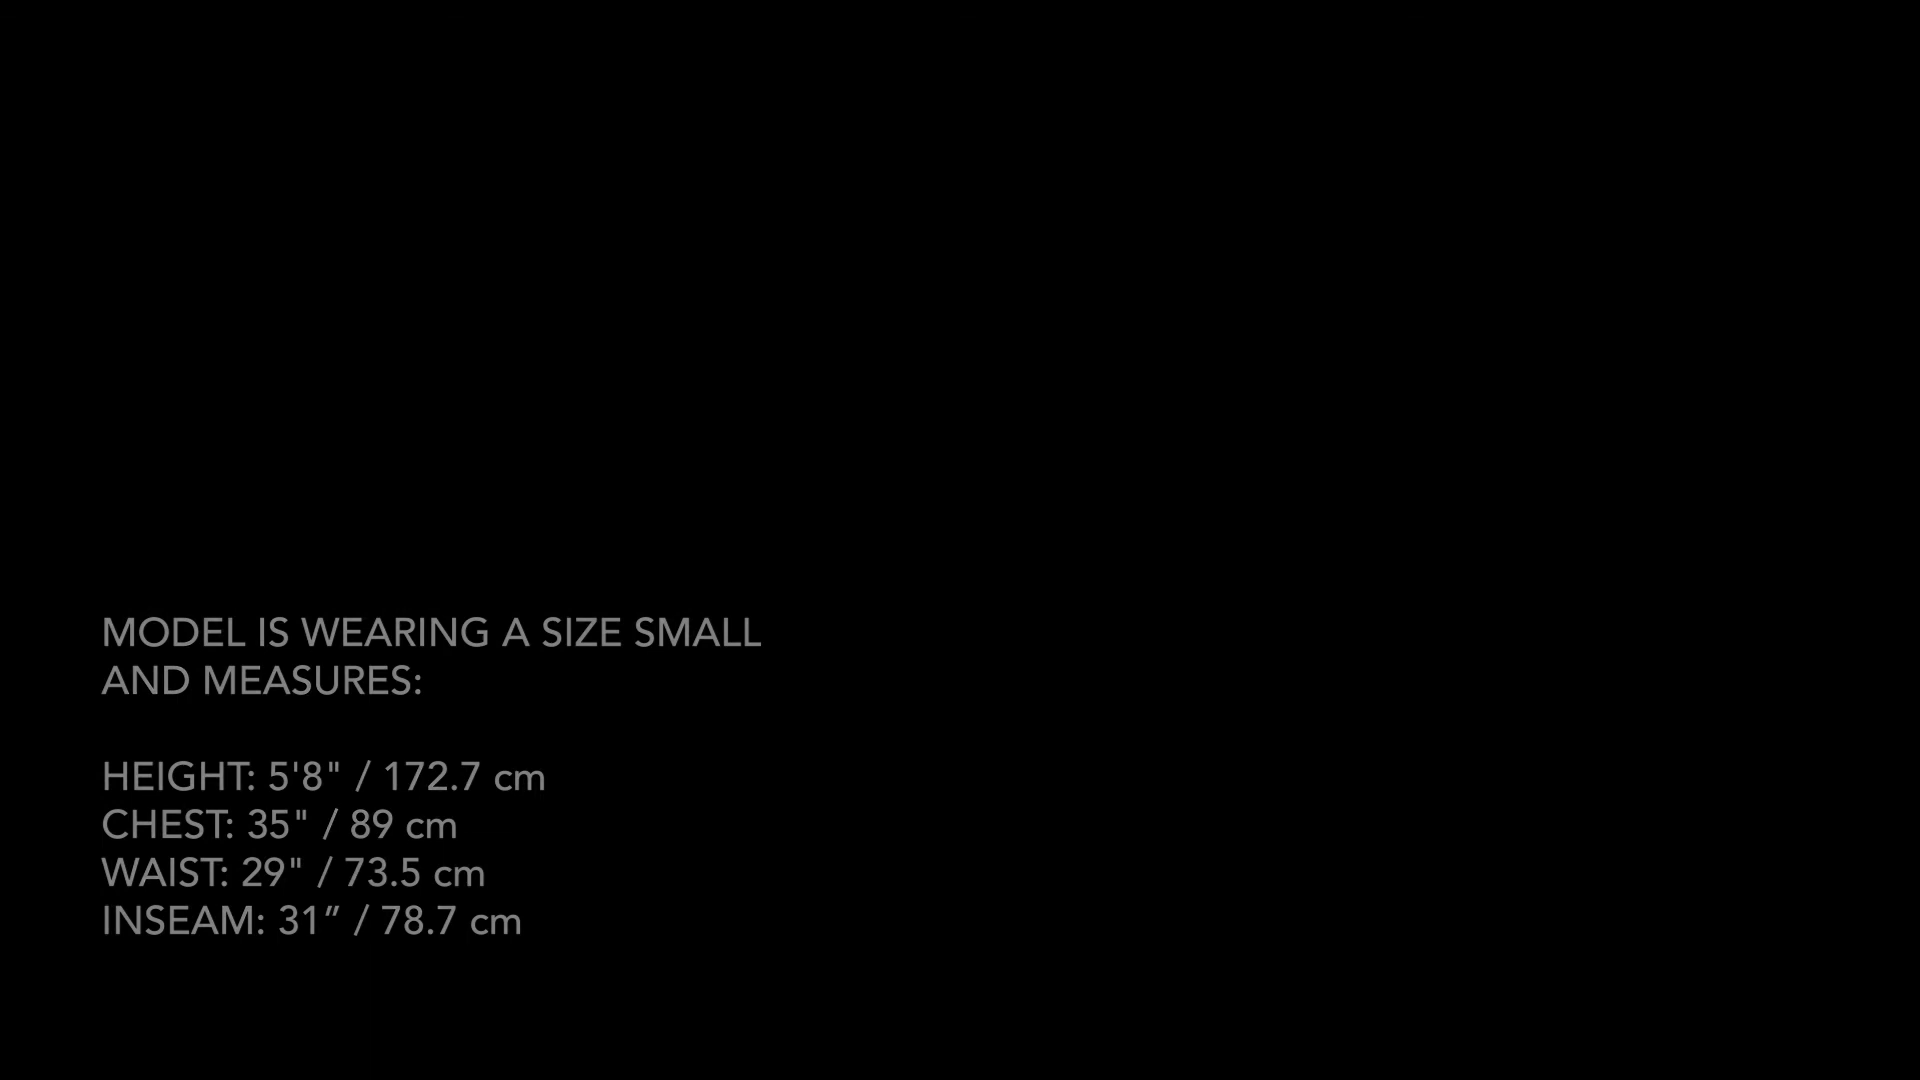 MODEL IS WEARING A SIZE SMALL
AND MEASURES:
HEIGHT: 5'8" / 172.7 cm
CHEST: 35" / 89 cm
WAIST: 29" / 73.5 cm
INSEAM: 31” / 78.7 cm